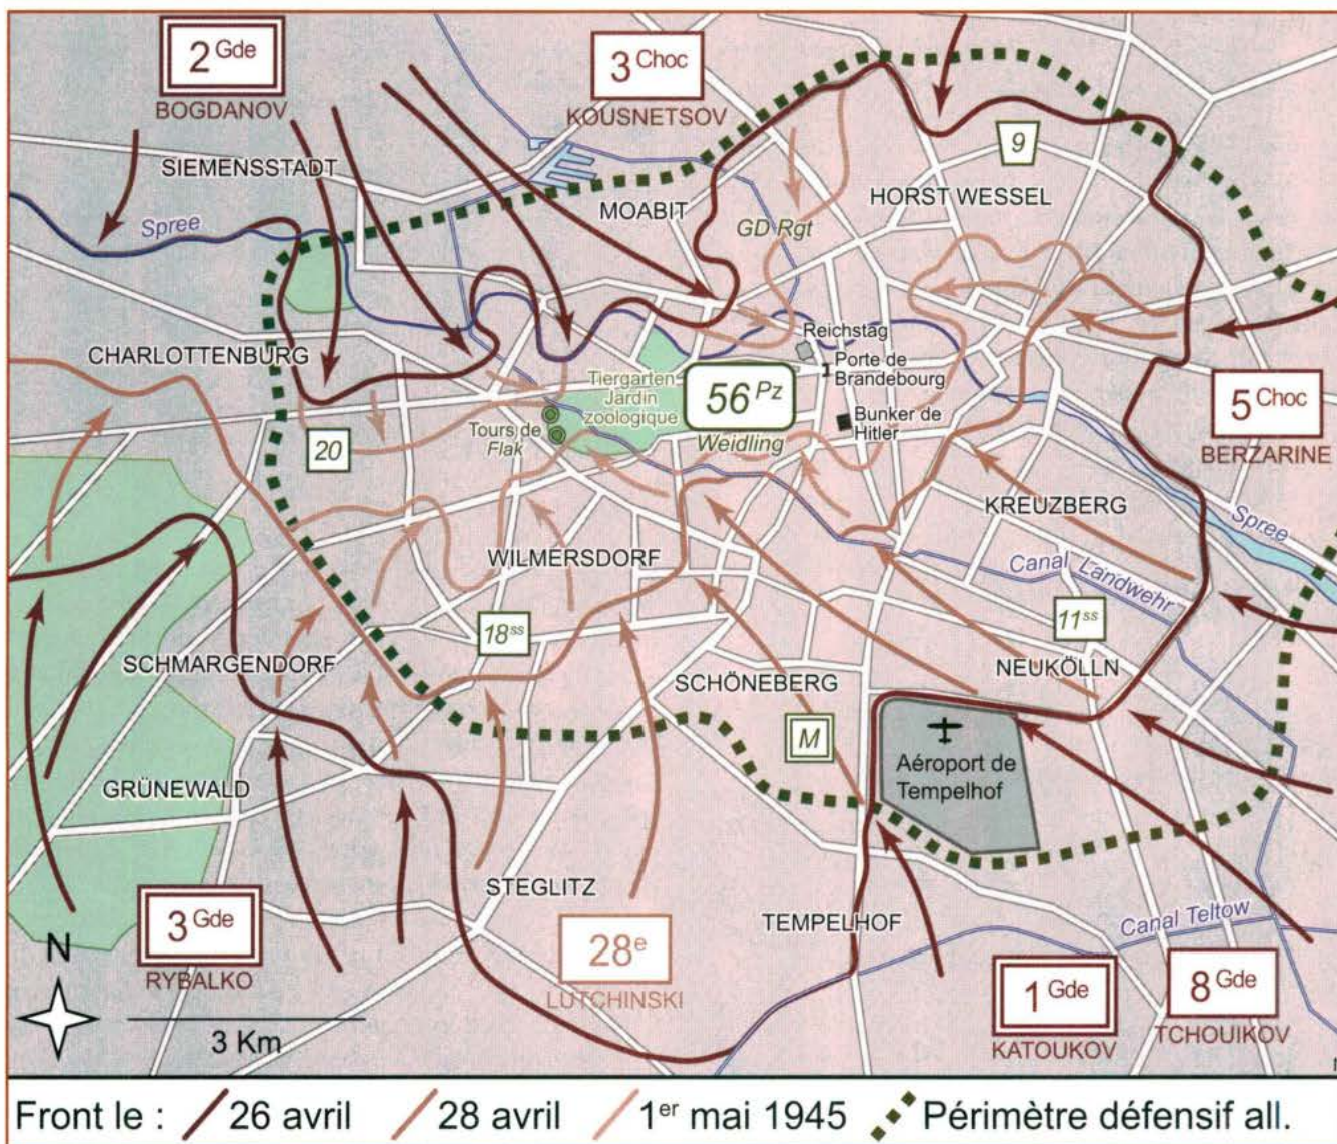 2 Gde
BOGDANOV
3 Choc
KOUSNETSOV
SIEMENSSTADT
Spree
MOABIT
9
HORST WESSEL
GD Rgt
CHARLOTTENBURG
Reichstag
Porte de
Brandebourg
Tiergarten
Jardin
zoologique
56 Pz
Weidling
Bunker de
Hitler
Tours de
Flak
20
5 Choc
BERZARINE
KREUZBERG
Spree
WILMERSDORF
Canal Landwehr
18 ss
11 ss
SCHMARGENDORF
SCHÖNEBERG
NEUKÖLLN
M
Aéroport de
Tempelhof
GRÜNEWALD
STEGLITZ
TEMPELHOF
Canal Teltow
3 Gde
RYBALKO
28e
LUTCHINSKI
1 Gde
KATOUKOV
8 Gde
TCHOUIKOV
N
3 Km
Front le : 26 avril 28 avril 1er mai 1945 Périmètre défensif all.